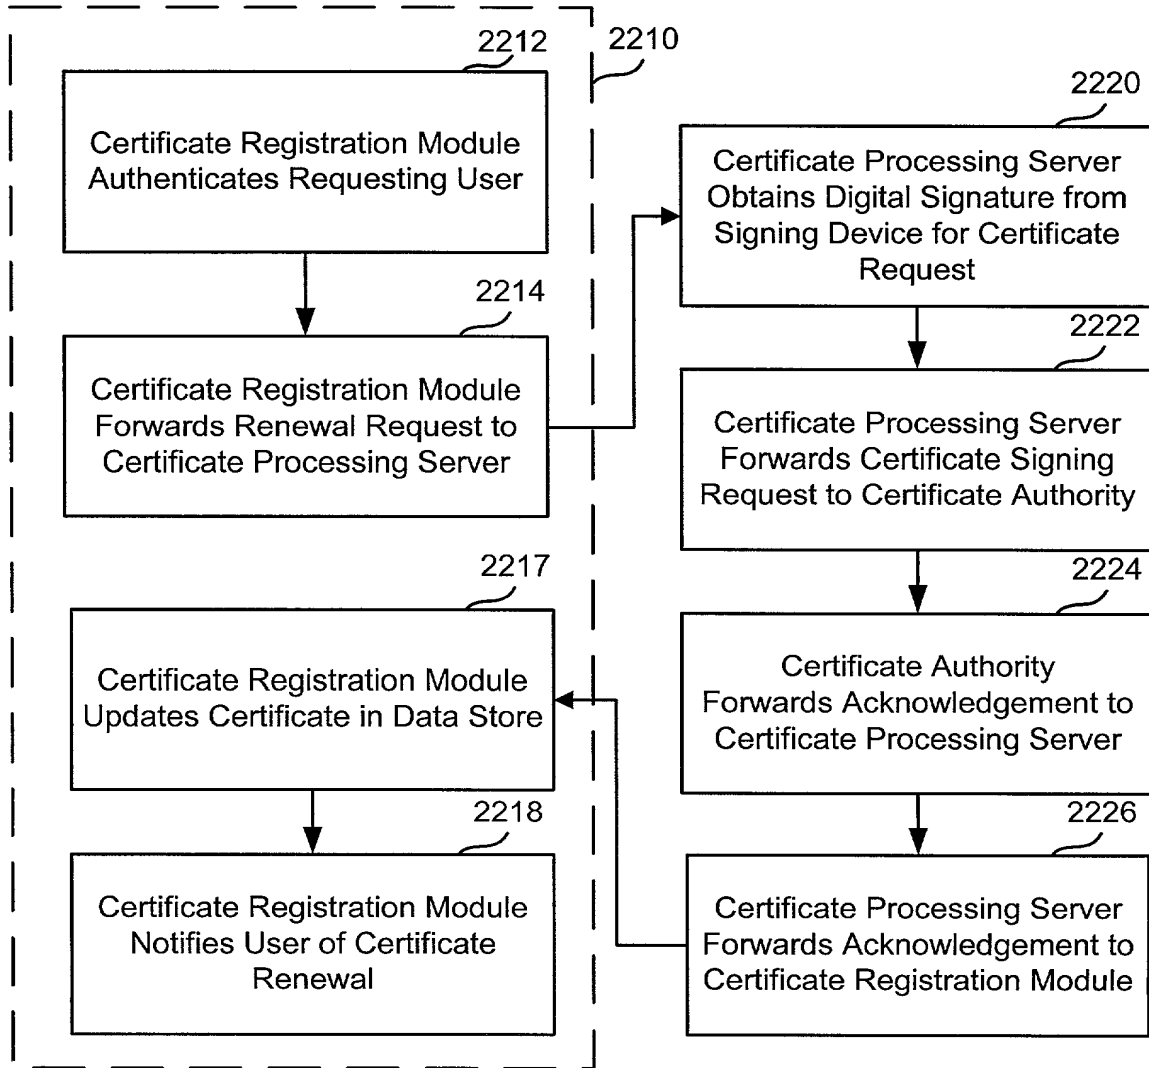 2212
Certificate Registration Module
Authenticates Requesting User
2210
2214
Certificate Registration Module
Forwards Renewal Request to
Certificate Processing Server
2217
Certificate Registration Module
Updates Certificate in Data Store
2218
Certificate Registration Module
Notifies User of Certificate
Renewal
2220
Certificate Processing Server
Obtains Digital Signature from
Signing Device for Certificate
Request
2222
Certificate Processing Server
Forwards Certificate Signing
Request to Certificate Authority
2224
Certificate Authority
Forwards Acknowledgement to
Certificate Processing Server
2226
Certificate Processing Server
Forwards Acknowledgement to
Certificate Registration Module